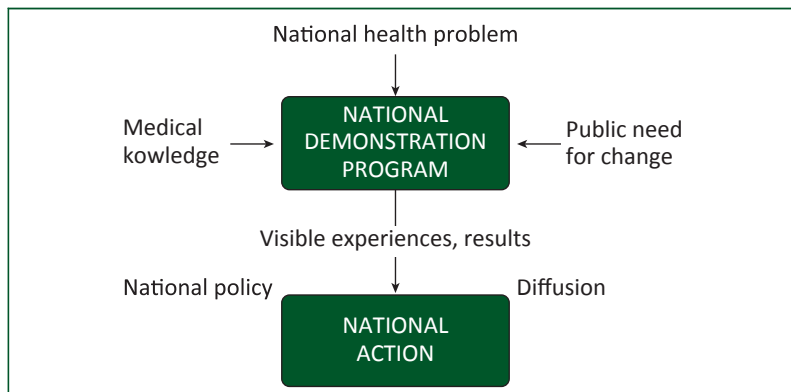 National health problem
NATIONAL
DEMONSTRATION
PROGRAM
Medical
kowledge
Public need
for change
Visible experiences, results
National policy
Diffusion
NATIONAL
ACTION